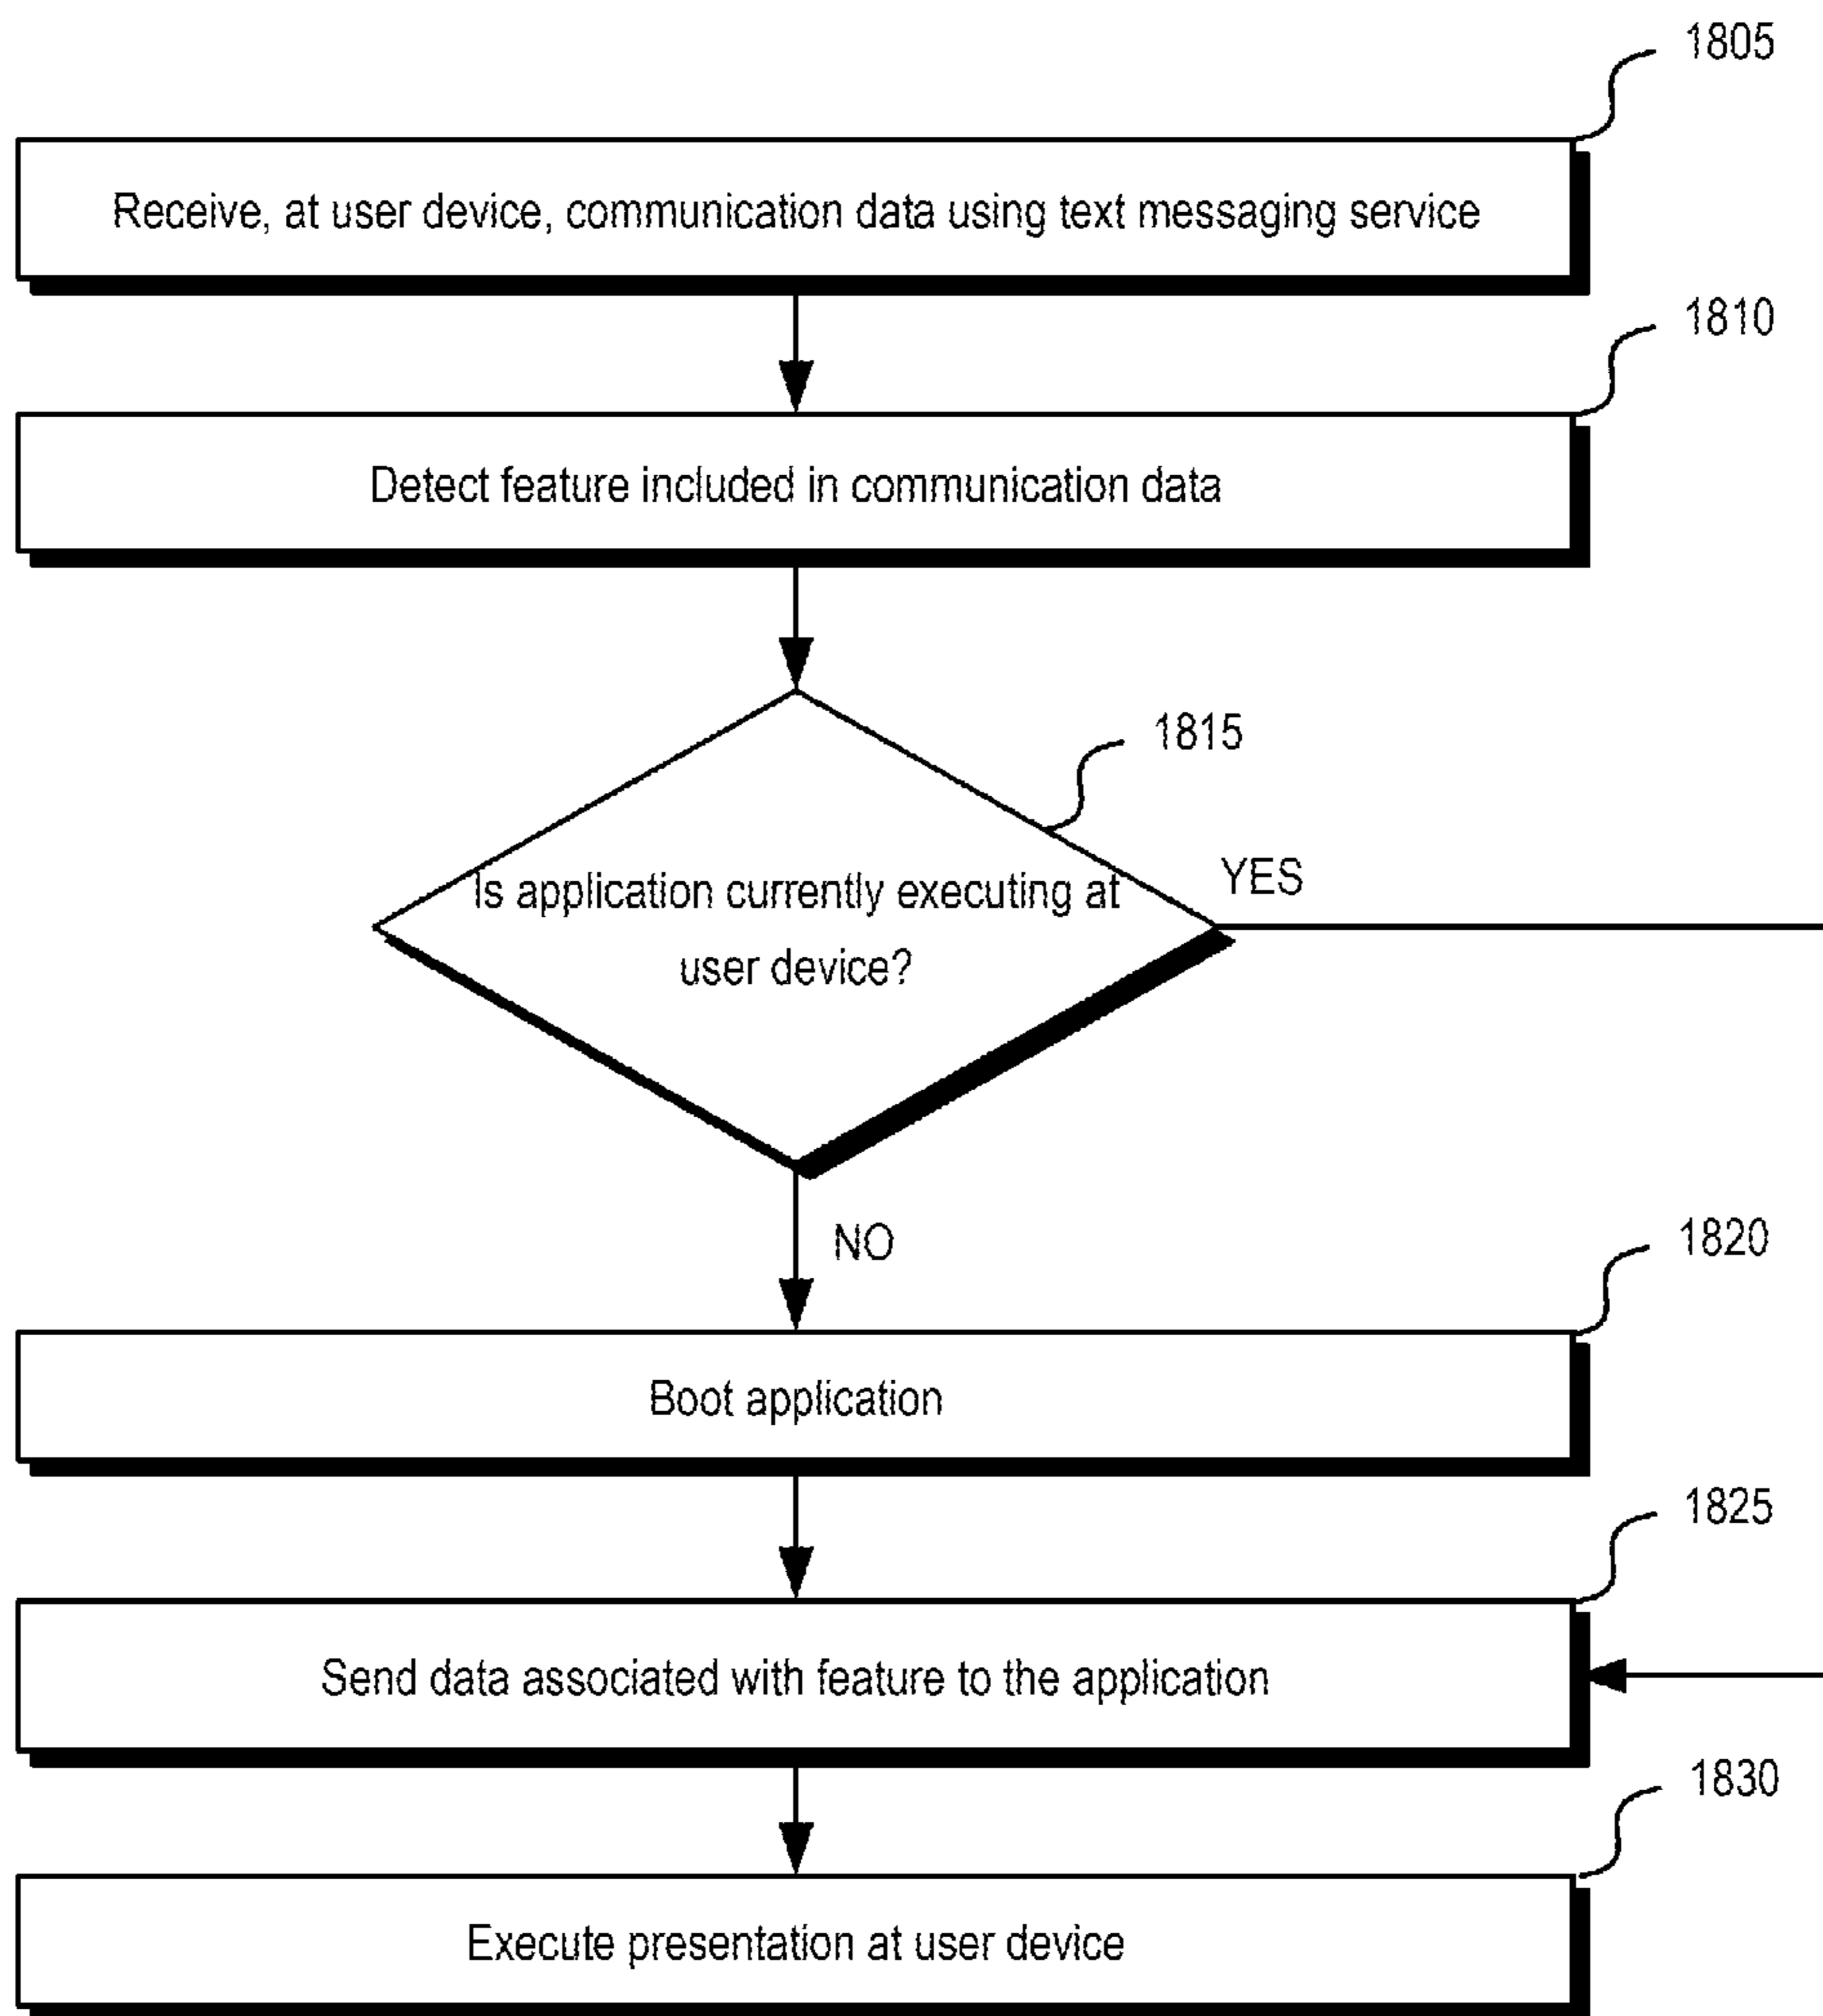 1805
Receive, at user device, communication data using text messaging service
1810
Detect feature included in communication data
1815
Is application currently executing at
user device?
YES
NO
1820
Boot application
1825
Send data associated with feature to the application
1830
Execute presentation at user device